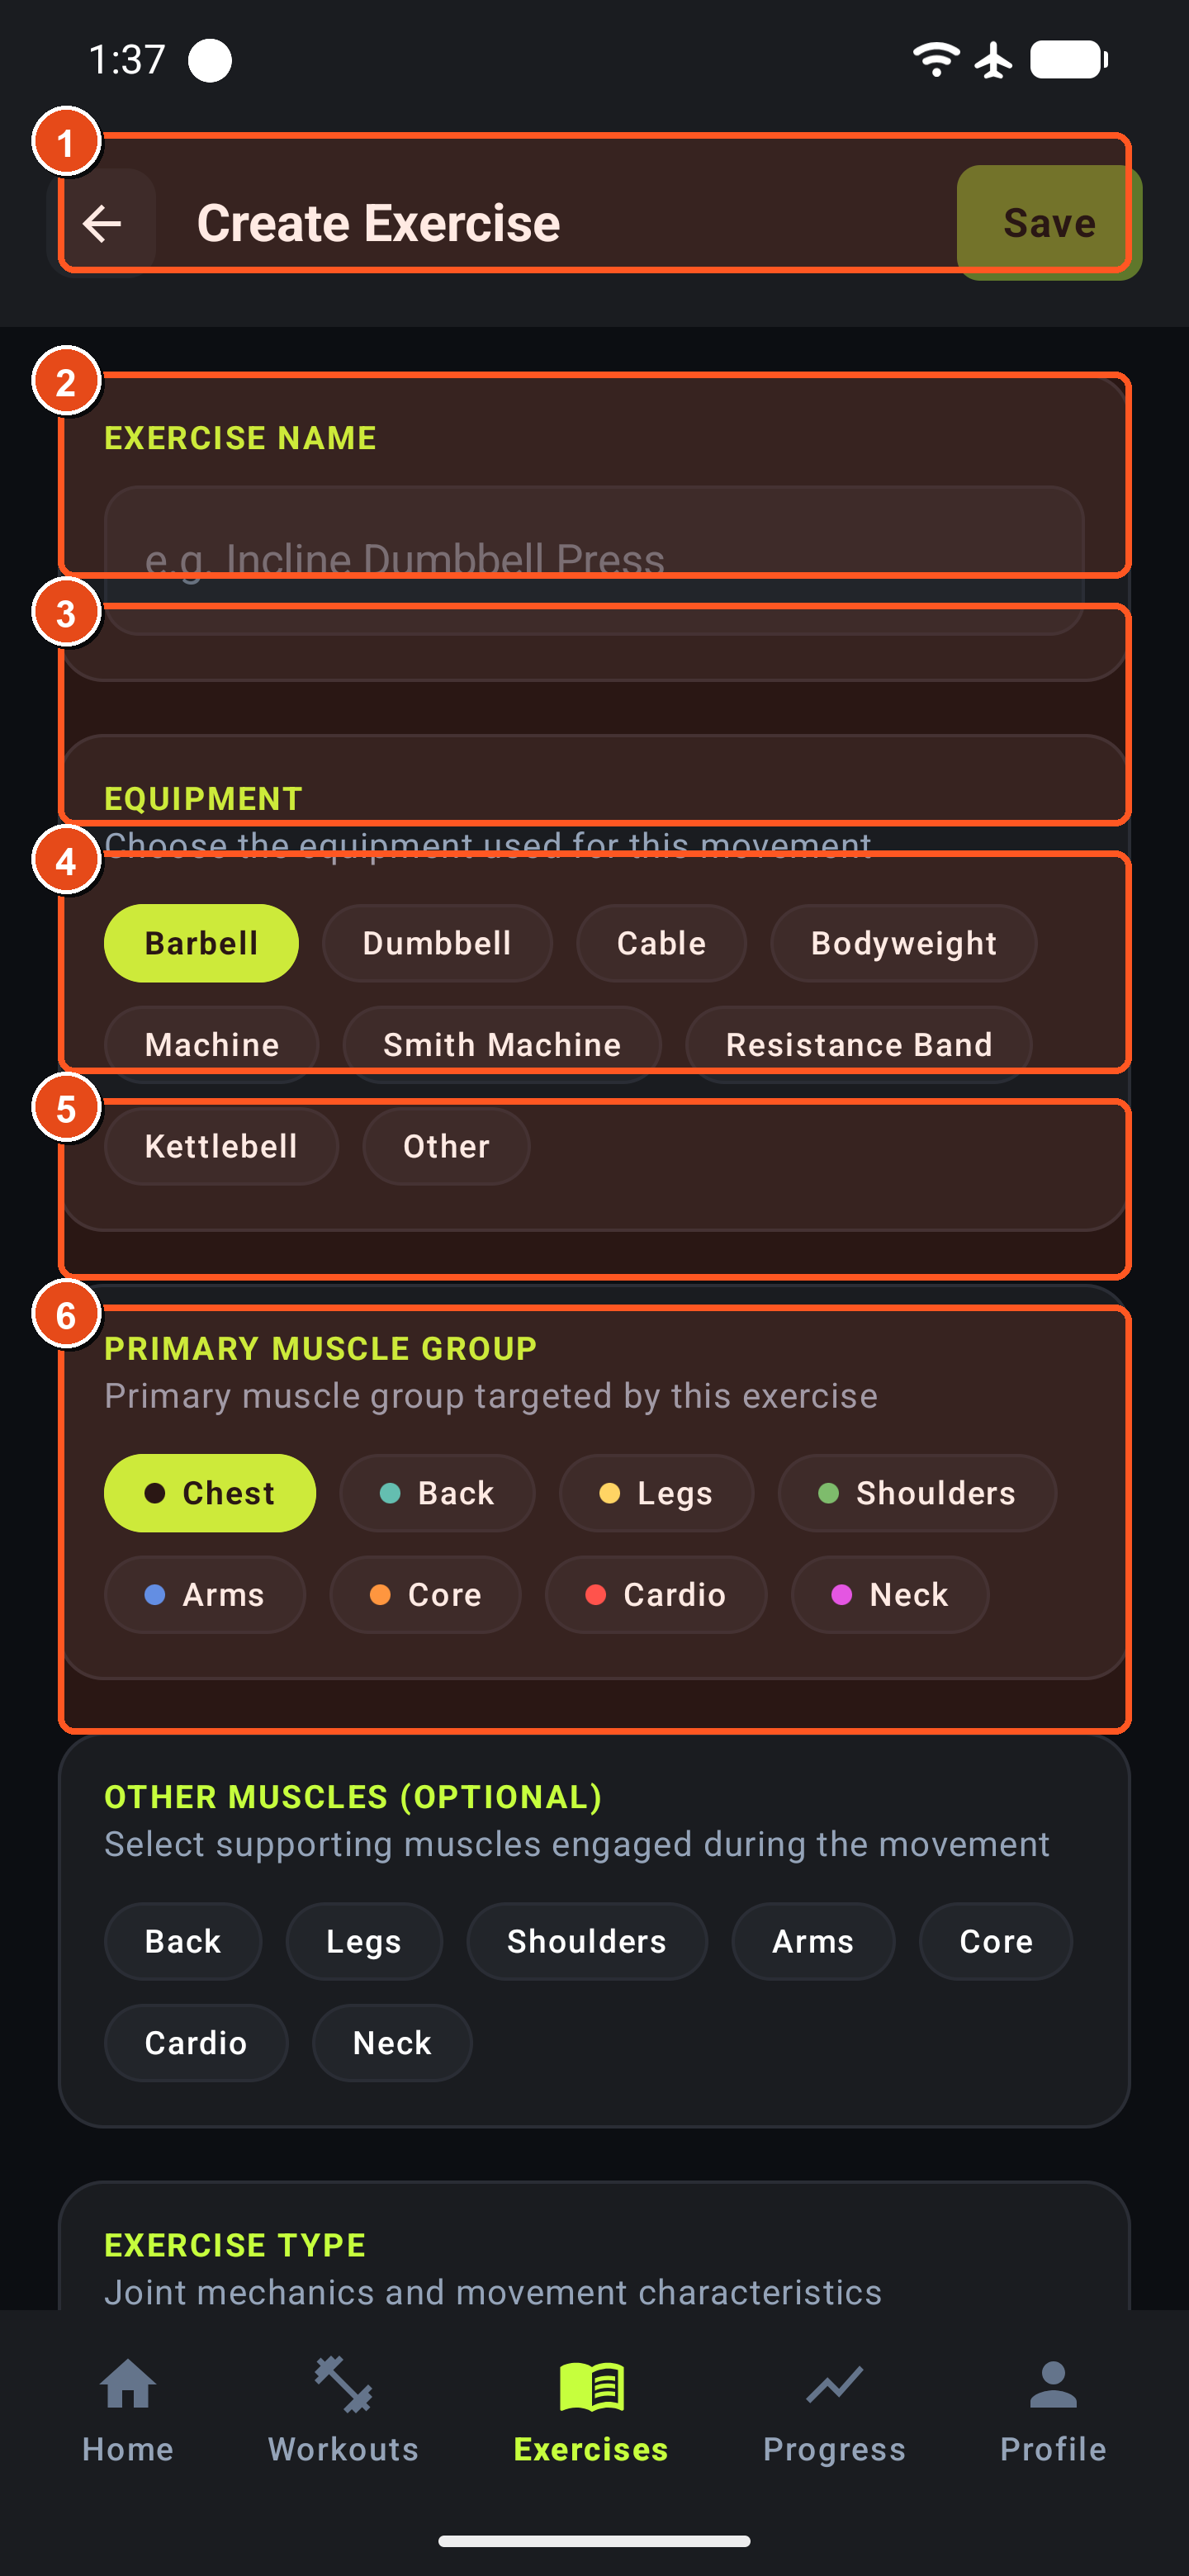 1:37
1
Create Exercise
Save
2
EXERCISE NAME
e.g. Incline Dumbbell Press
3
EQUIPMENT
Choose the equipment used for this movement
4
Barbell Dumbbell Cable Bodyweight
Machine Smith Machine Resistance Band
5
Kettlebell Other
6
PRIMARY MUSCLE GROUP
Primary muscle group targeted by this exercise
Chest Back Legs Shoulders
Arms Core Cardio Neck
OTHER MUSCLES (OPTIONAL)
Select supporting muscles engaged during the movement
Back Legs Shoulders Arms Core
Cardio Neck
EXERCISE TYPE
Joint mechanics and movement characteristics
Home Workouts Exercises Progress Profile